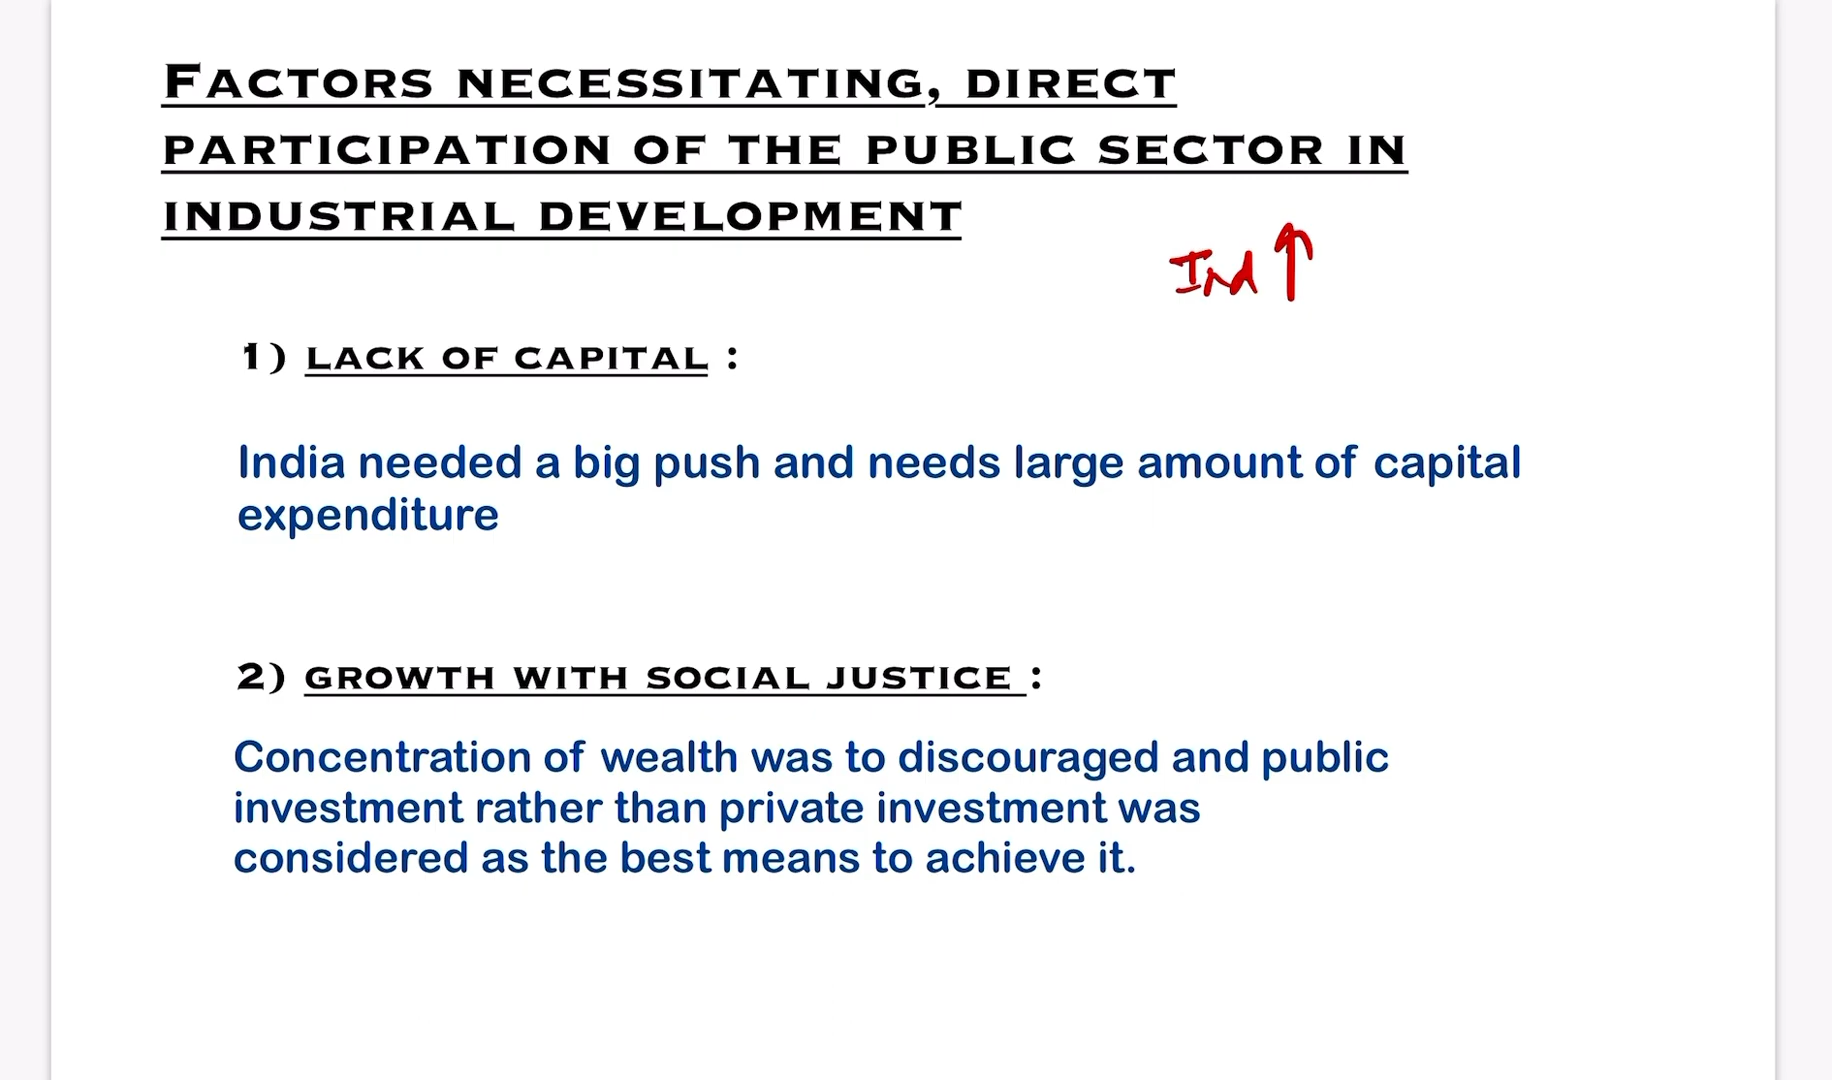 FACTORS NECESSITATING, DIRECT
PARTICIPATION OF THE PUBLIC SECTOR IN
INDUSTRIAL DEVELOPMENT
Ind ↑
1) LACK OF CAPITAL :
India needed a big push and needs large amount of capital
expenditure
2) GROWTH WITH SOCIAL JUSTICE :
Concentration of wealth was to discouraged and public
investment rather than private investment was
considered as the best means to achieve it.